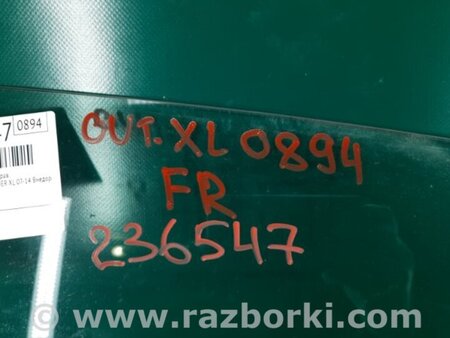 7 0894
ER XL 07-14 Внедор
OUT. XL 0894
FR
236547
© www.razborki.com